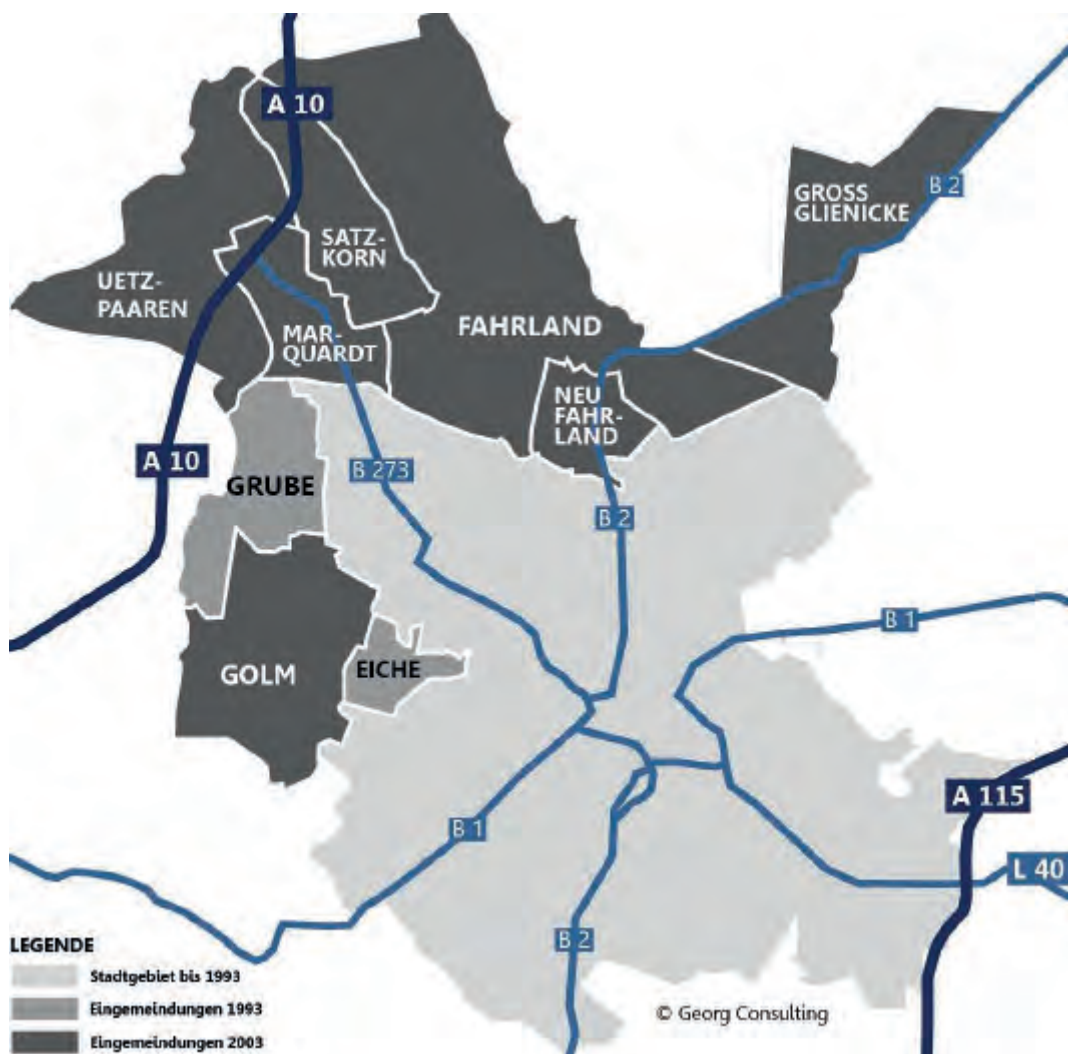 A 10
GROSS
GLIENICKE
B 2
SATZ-
KORN
UETZ-
PAAREN
FAHRLAND
MAR-
QUARDT
NEU
FAHR-
LAND
A 10
B 273
GRUBE
B 2
B 1
EICHE
GOLM
A 115
B 1
L 40
B 2
LEGENDE
Stadtgebiet bis 1993
Eingemeindungen 1993
Eingemeindungen 2003
© Georg Consulting